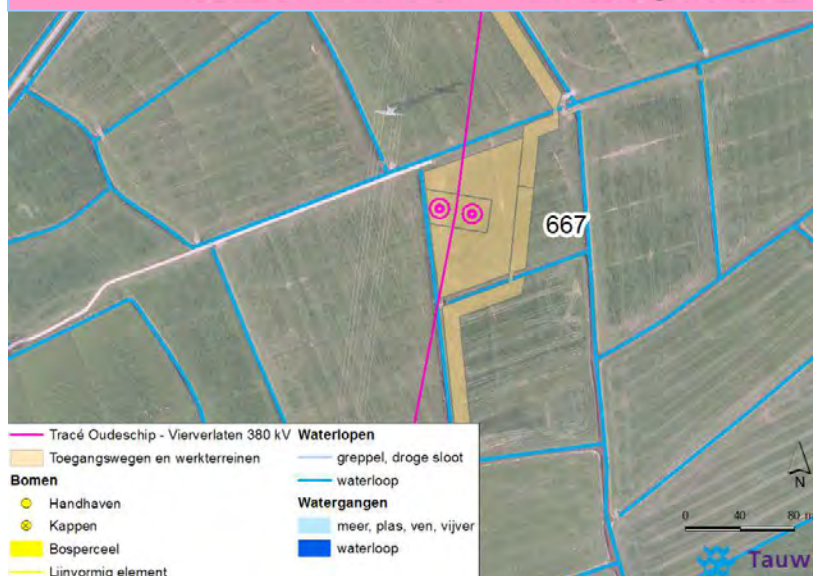 667
Tracé Oudeschip - Vierverlaten 380 kV
Toegangswegen en werkterreinen
Bomen
Handhaven
Kappen
Bosperceel
Lijnvormig element
Waterlopen
greppel, droge sloot
waterloop
Watergangen
meer, plas, ven, vijver
waterloop
N
0 40 80 m
Tauw